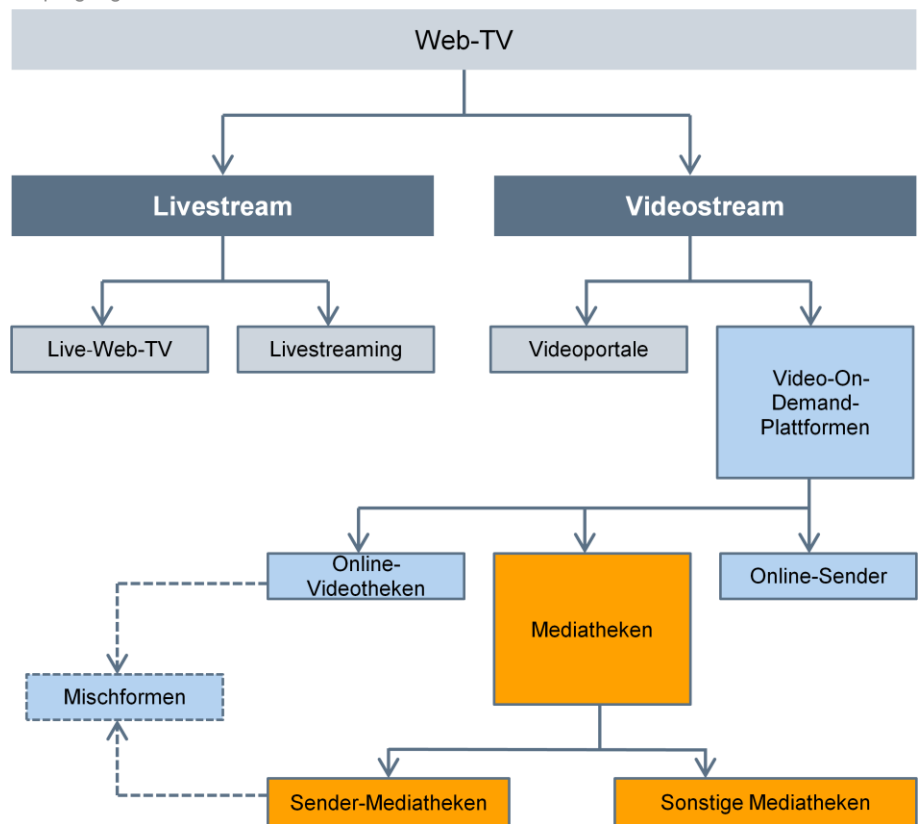 Web-TV
Livestream
Videostream
Live-Web-TV
Livestreaming
Videoportale
Video-On-
Demand-
Plattformen
Online-
Videotheken
Mediatheken
Online-Sender
Mischformen
Sender-Mediatheken
Sonstige Mediatheken